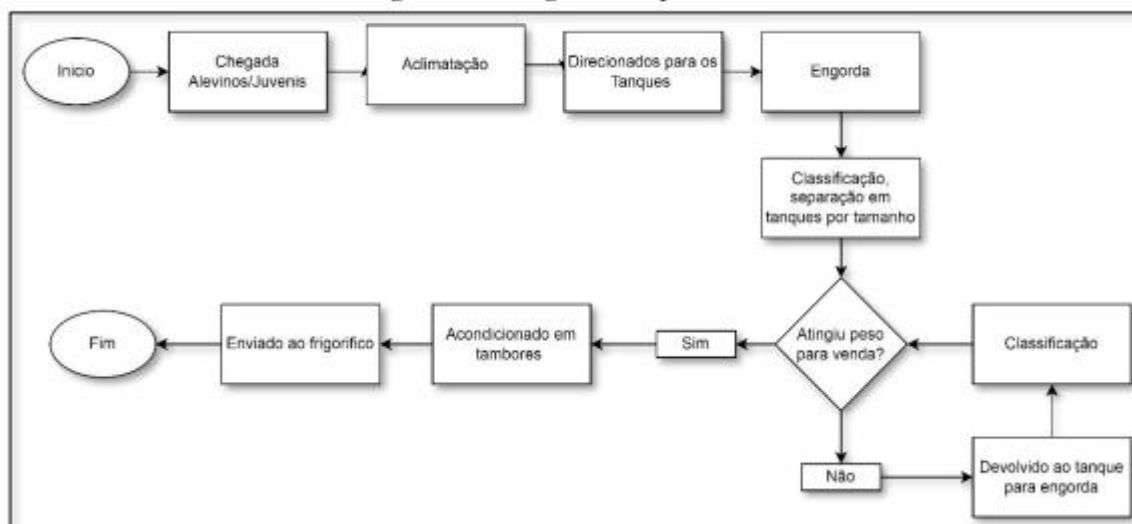 Inicio
Chegada
Alevinos/Juvenis
Aclimatação
Direcionados para os
Tanques
Engorda
Classificação,
separação em
tanques por tamanho
Atingiu peso
para venda?
Sim
Acondicionado em
tambores
Enviado ao frigorifico
Fim
Não
Devolvido ao tanque
para engorda
Classificação